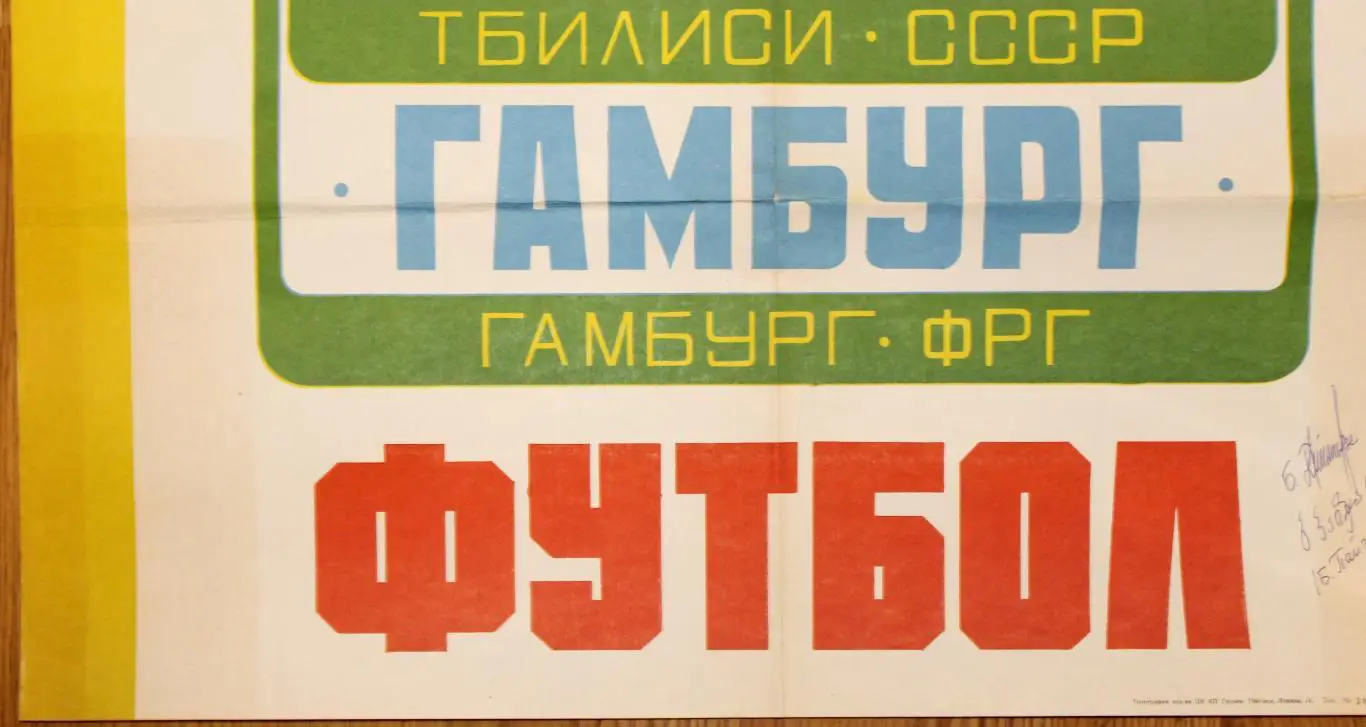 ТБИЛИСИ · СССР
· ГАМБУРГ ·
ГАМБУРГ · ФРГ
ФУТБОЛ